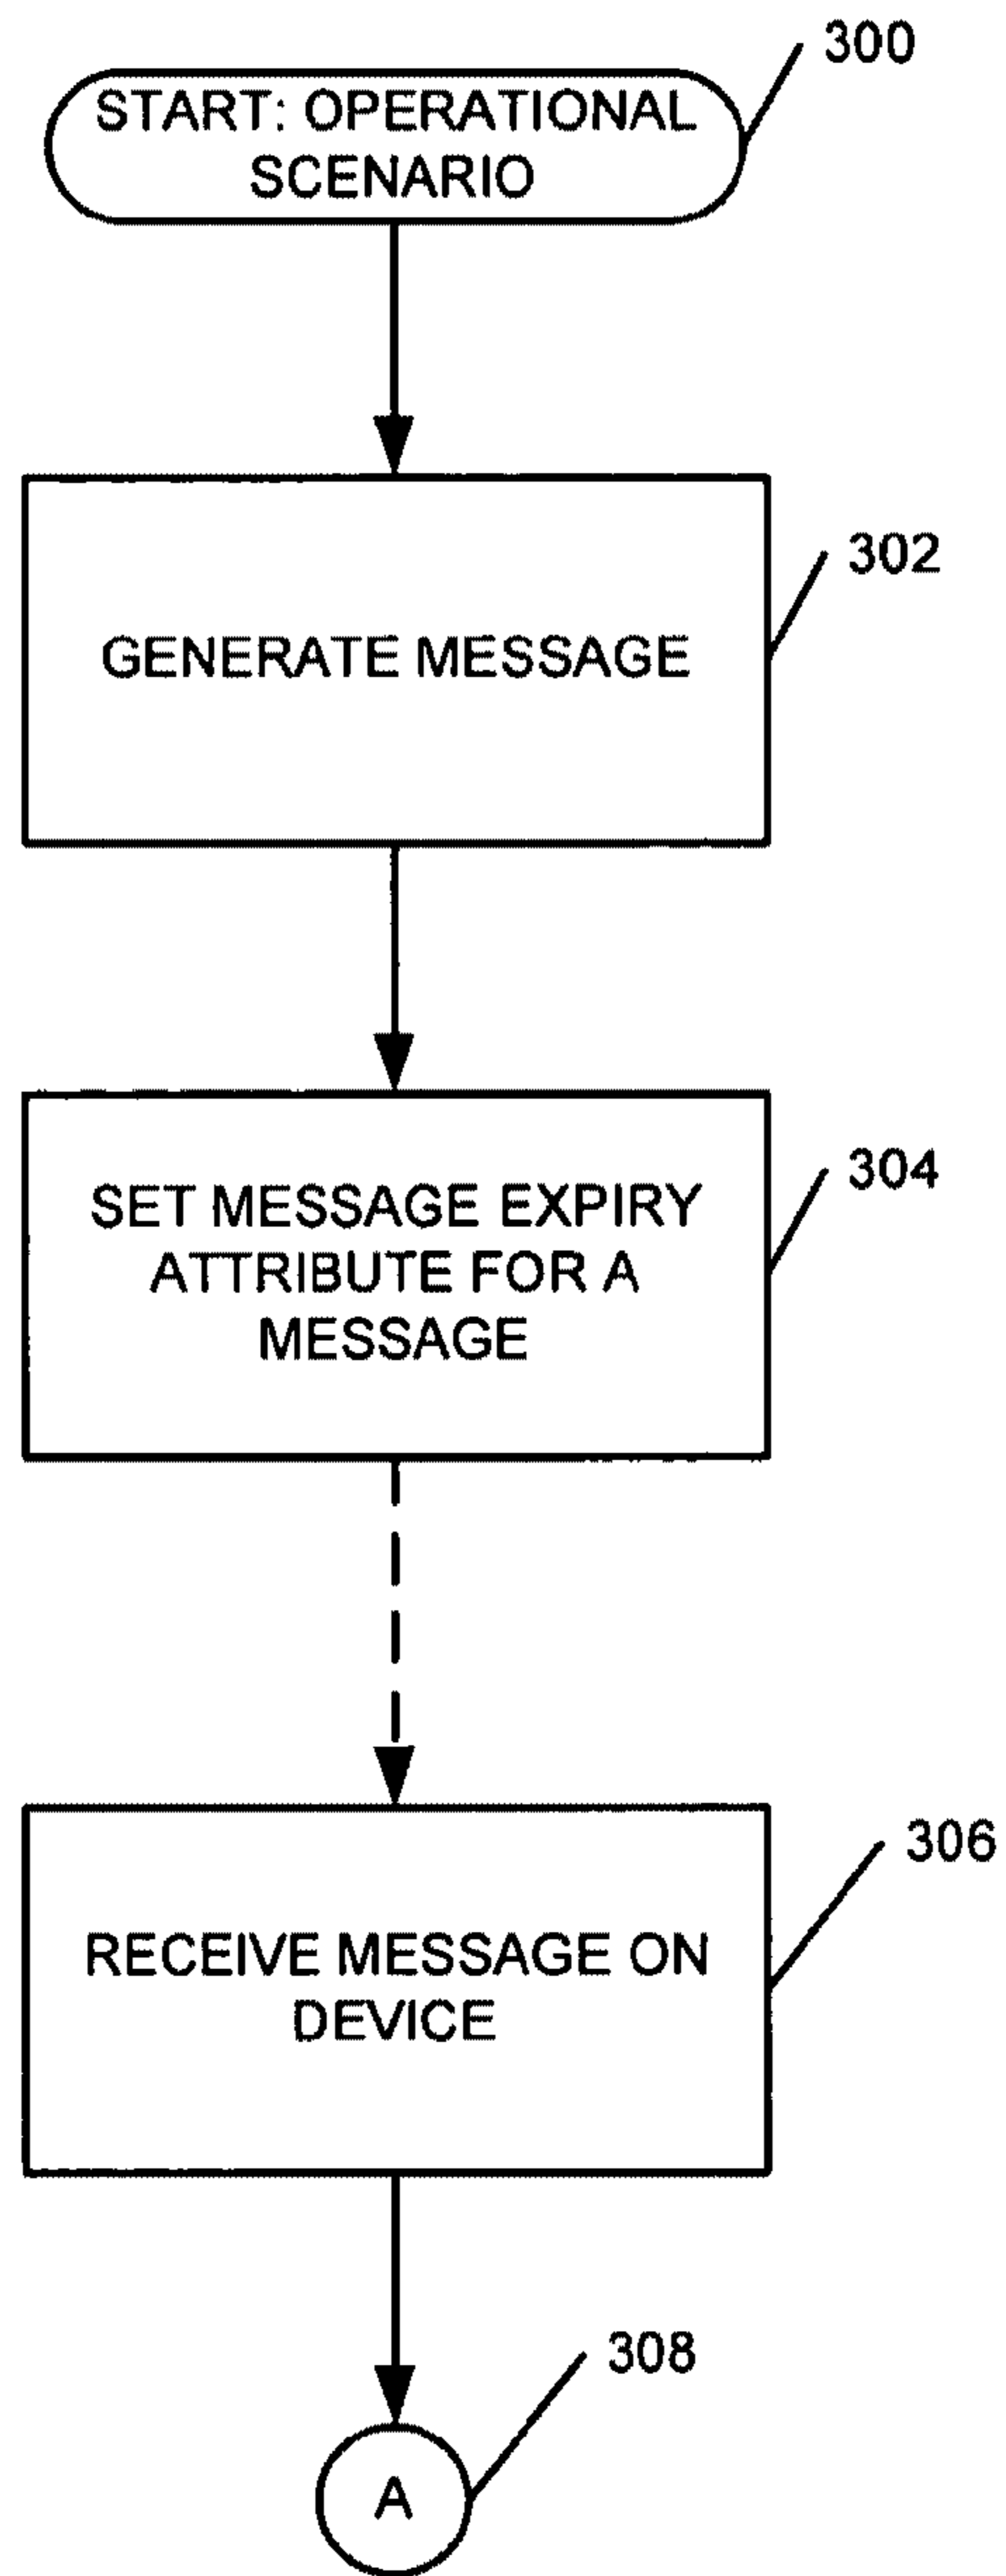 300
START: OPERATIONAL
SCENARIO
302
GENERATE MESSAGE
304
SET MESSAGE EXPIRY
ATTRIBUTE FOR A
MESSAGE
306
RECEIVE MESSAGE ON
DEVICE
308
A